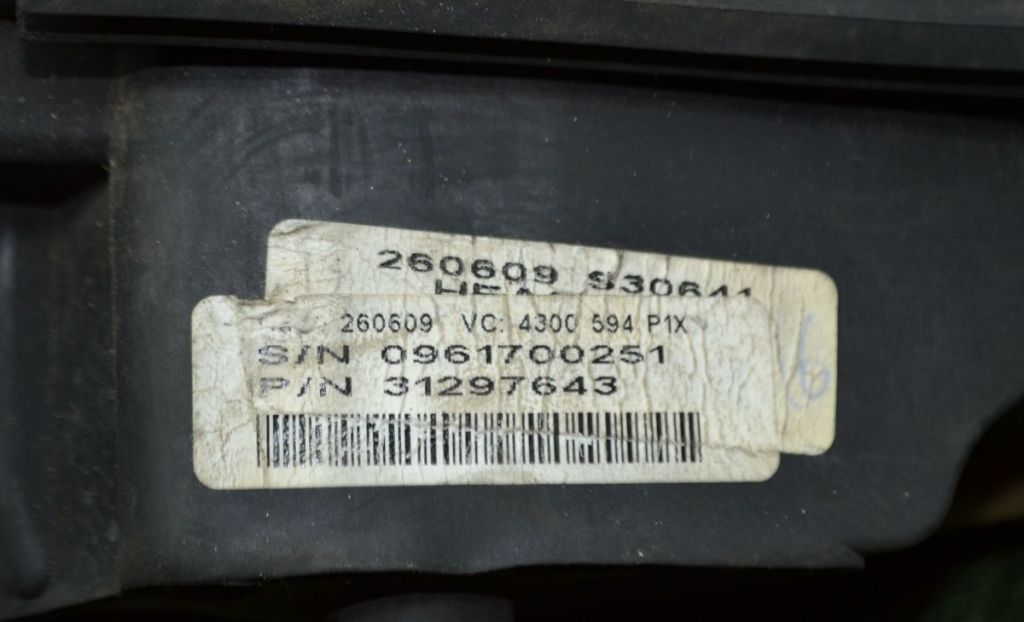 260609 S30641
260609 VC: 4300 594 P1X
S/N 0961700251
P/N 31297643